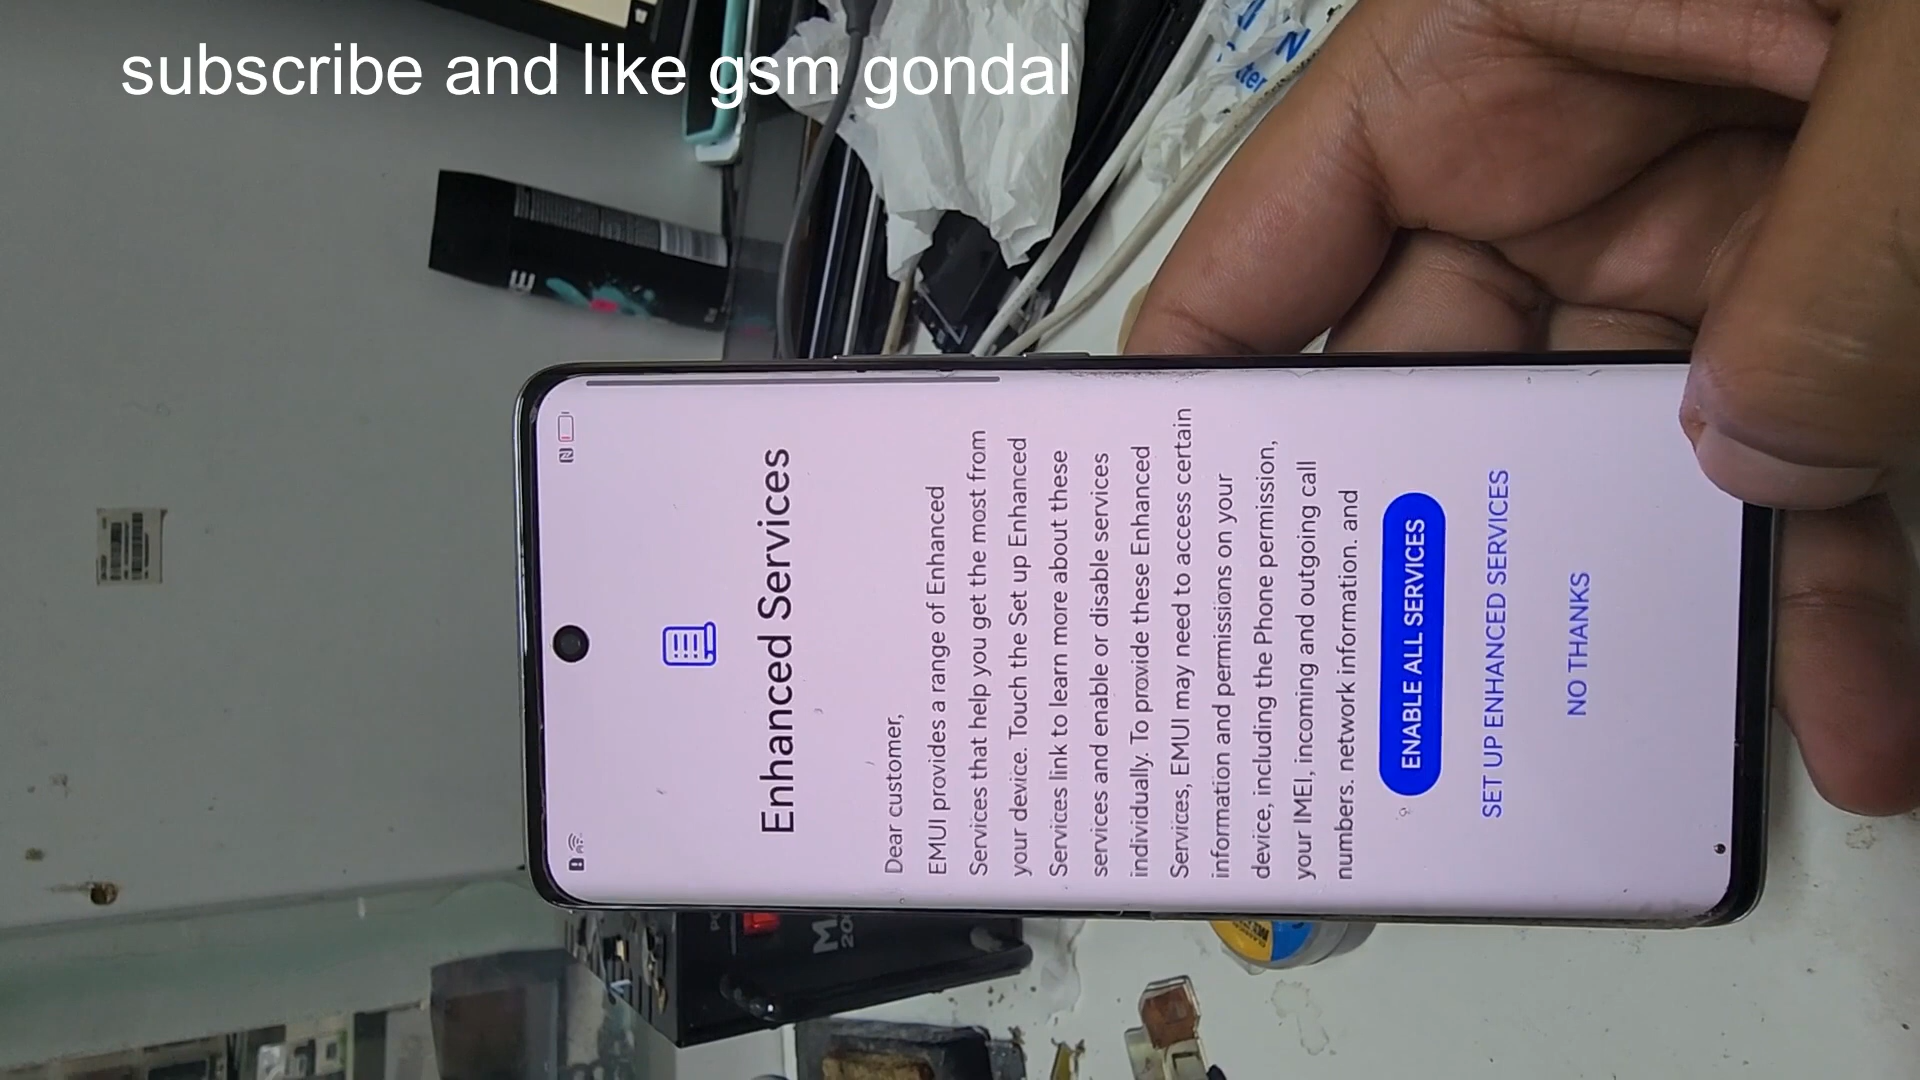 subscribe and like gsm gondal
Enhanced Services
Dear customer,
EMUI provides a range of Enhanced
Services that help you get the most from
your device. Touch the Set up Enhanced
Services link to learn more about these
services and enable or disable services
individually. To provide these Enhanced
Services, EMUI may need to access certain
information and permissions on your
device, including the Phone permission,
your IMEI, incoming and outgoing call
numbers, network information, and
ENABLE ALL SERVICES
SET UP ENHANCED SERVICES
NO THANKS